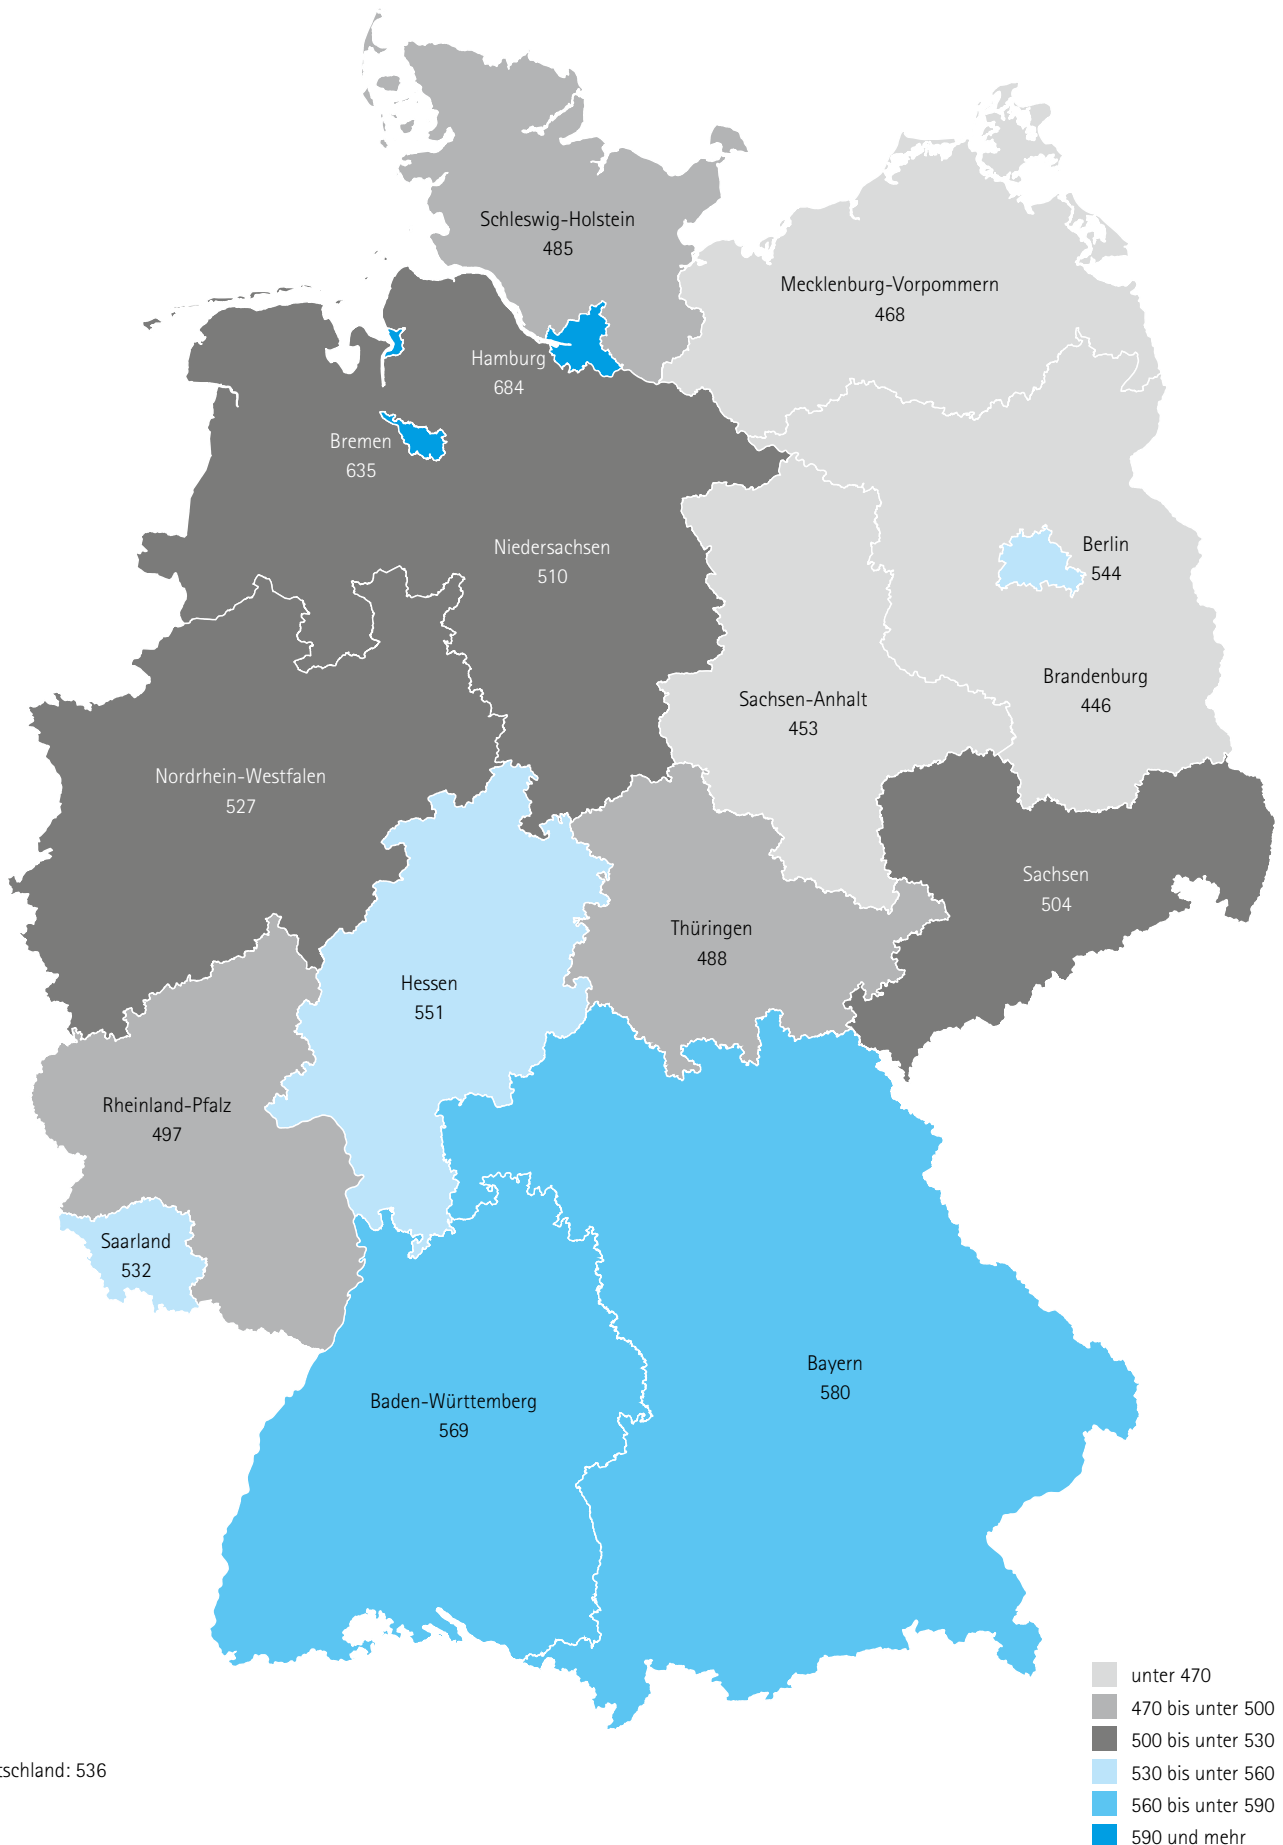 Schleswig-Holstein
485
Mecklenburg-Vorpommern
468
Hamburg
684
Bremen
635
Niedersachsen
510
Berlin
544
Brandenburg
446
Sachsen-Anhalt
453
Nordrhein-Westfalen
527
Sachsen
504
Thüringen
488
Hessen
551
Rheinland-Pfalz
497
Saarland
532
Bayern
580
Baden-Württemberg
569
unter 470
470 bis unter 500
500 bis unter 530
530 bis unter 560
560 bis unter 590
590 und mehr
tschland: 536